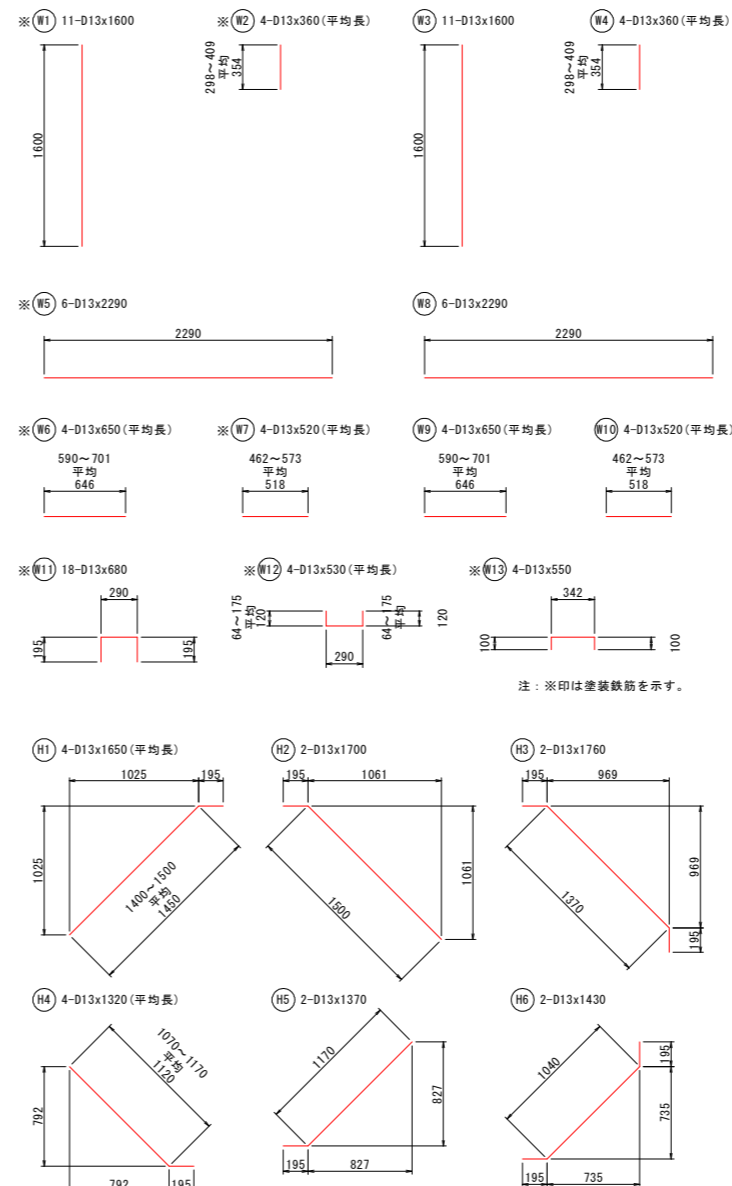 ※ W1 11-D13x1600
1600
※ W2 4-D13x360(平均長)
298～409
平均
354
W3 11-D13x1600
1600
W4 4-D13x360(平均長)
298～409
平均
354
※ W5 6-D13x2290
2290
W8 6-D13x2290
2290
※ W6 4-D13x650(平均長)
590～701
平均
646
※ W7 4-D13x520(平均長)
462～573
平均
518
W9 4-D13x650(平均長)
590～701
平均
646
W10 4-D13x520(平均長)
462～573
平均
518
※ W11 18-D13x680
290
195
195
※ W12 4-D13x530(平均長)
64～175
平均
120
64～175
平均
120
290
※ W13 4-D13x550
342
100
100
注：※印は塗装鉄筋を示す。
H1 4-D13x1650(平均長)
1025
195
1025
1400～1500
平均
1450
H2 2-D13x1700
195
1061
1061
1500
H3 2-D13x1760
195
969
969
195
1370
H4 4-D13x1320(平均長)
1070～1170
平均
1120
792
792
195
H5 2-D13x1370
1170
827
195
827
H6 2-D13x1430
1040
195
735
195
735